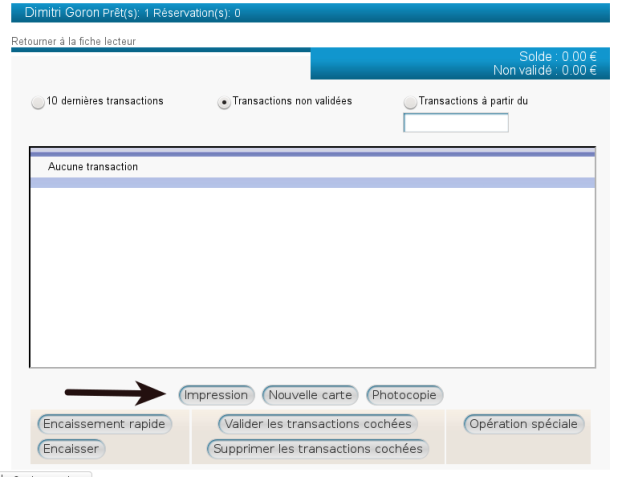 Dimitri Goron Prêt(s): 1 Réservation(s): 0
Retourner à la fiche lecteur
Solde : 0.00 €
Non validé : 0.00 €
10 dernières transactions Transactions non validées Transactions à partir du
Aucune transaction
Impression Nouvelle carte Photocopie
Encaissement rapide Valider les transactions cochées Opération spéciale
Encaisser Supprimer les transactions cochées